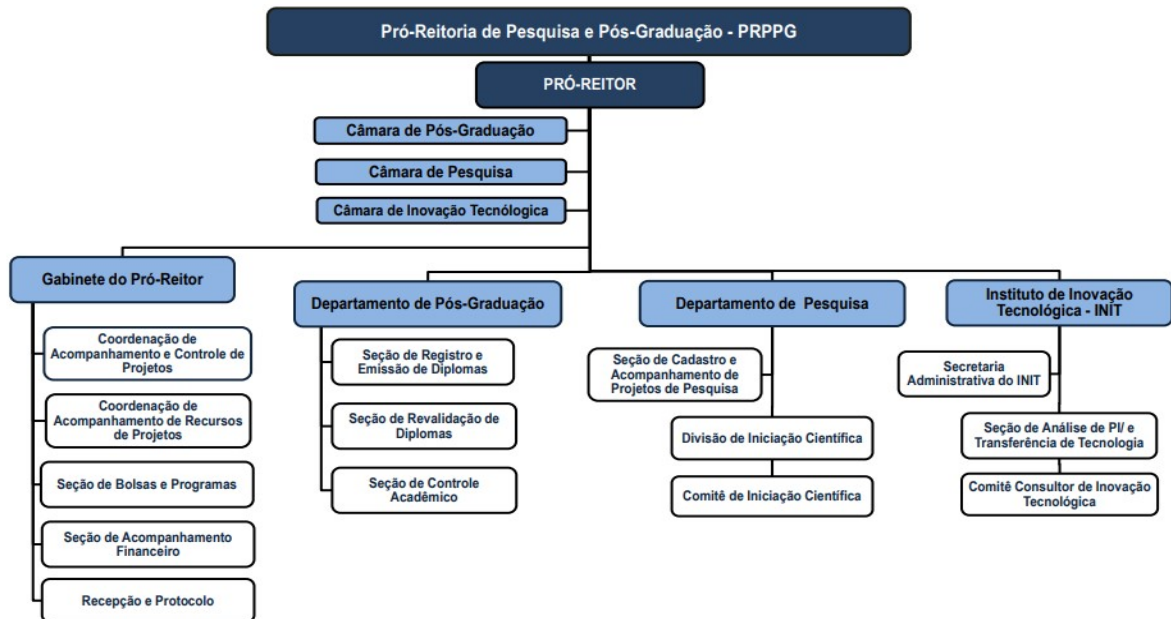 Pró-Reitoria de Pesquisa e Pós-Graduação - PRPPG
PRÓ-REITOR
Câmara de Pós-Graduação
Câmara de Pesquisa
Câmara de Inovação Tecnólogica
Gabinete do Pró-Reitor
Coordenação de
Acompanhamento e Controle de
Projetos
Coordenação de
Acompanhamento de Recursos
de Projetos
Seção de Bolsas e Programas
Seção de Acompanhamento
Financeiro
Recepção e Protocolo
Departamento de Pós-Graduação
Seção de Registro e
Emissão de Diplomas
Seção de Revalidação de
Diplomas
Seção de Controle
Acadêmico
Departamento de Pesquisa
Seção de Cadastro e
Acompanhamento de
Projetos de Pesquisa
Divisão de Iniciação Científica
Comitê de Iniciação Científica
Instituto de Inovação
Tecnológica - INIT
Secretaria
Administrativa do INIT
Seção de Análise de PI/ e
Transferência de Tecnologia
Comitê Consultor de Inovação
Tecnológica